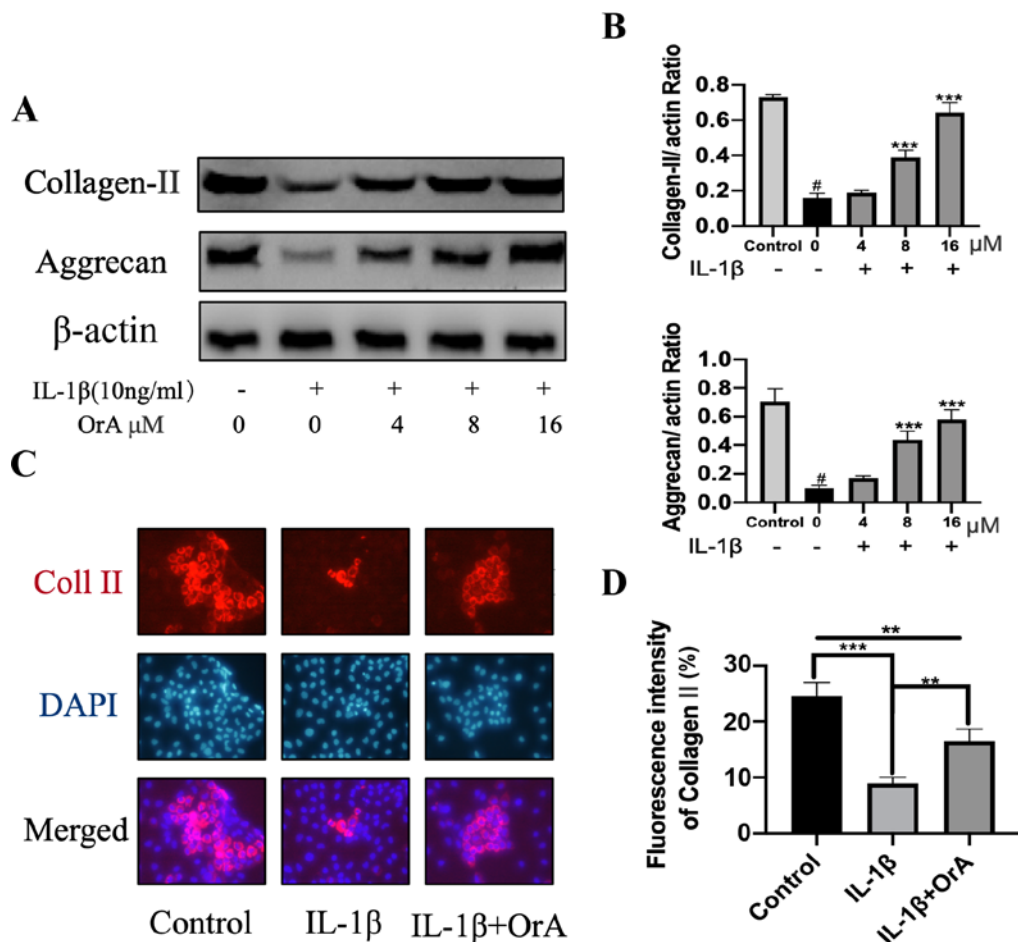 A
Collagen-II
Aggrecan
β-actin
IL-1β(10ng/ml) - + + + +
OrA μM 0 0 4 8 16
B
Collagen-II/ actin Ratio
0.8
0.6
0.4
0.2
0.0
# *** ***
Control 0 4 8 16 μM
IL-1β - - + + +
Aggrecan/ actin Ratio
1.0
0.8
0.6
0.4
0.2
0.0
# *** ***
Control 0 4 8 16 μM
IL-1β - - + + +
C
Coll II
DAPI
Merged
Control IL-1β IL-1β+OrA
D
Fluorescence intensity
of Collagen II (%)
30
20
10
0
**
*** **
Control IL-1β IL-1β+OrA